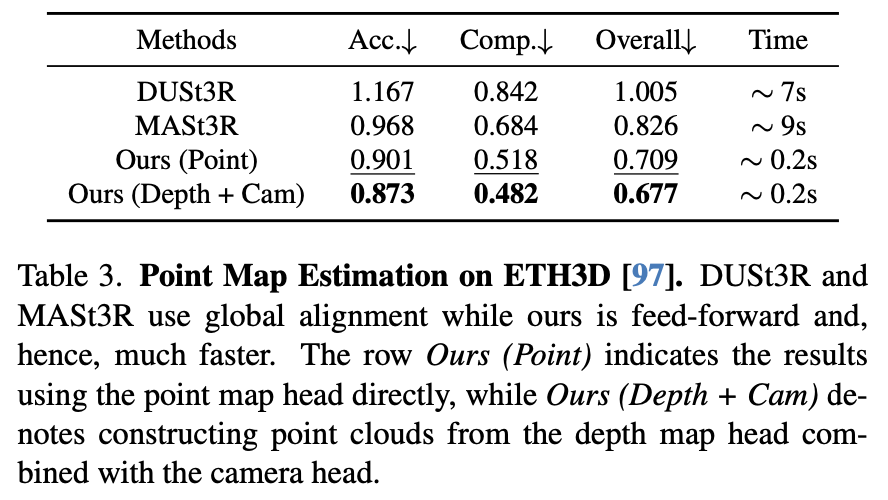 Methods Acc.↓ Comp.↓ Overall↓ Time
DUSt3R 1.167 0.842 1.005 ∼ 7s
MASt3R 0.968 0.684 0.826 ∼ 9s
Ours (Point) 0.901 0.518 0.709 ∼ 0.2s
Ours (Depth + Cam) 0.873 0.482 0.677 ∼ 0.2s
Table 3. Point Map Estimation on ETH3D [97]. DUSt3R and
MASt3R use global alignment while ours is feed-forward and,
hence, much faster. The row Ours (Point) indicates the results
using the point map head directly, while Ours (Depth + Cam) de-
notes constructing point clouds from the depth map head com-
bined with the camera head.